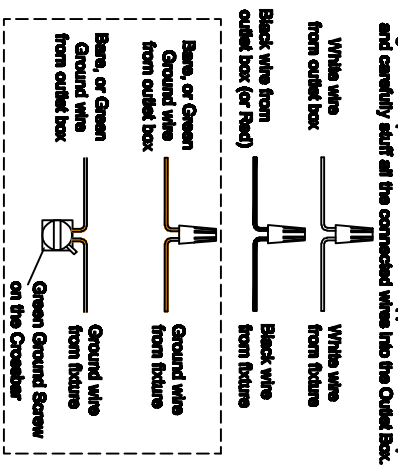 and carefully stuff all the connected wires into the Outlet Box.
White wire
from outlet box
White wire
from fixture
Black wire from
outlet box (or Red)
Black wire
from fixture
Bare, or Green
Ground wire
from outlet box
Ground wire
from fixture
Bare, or Green
Ground wire
from outlet box
Ground wire
from fixture
Green Ground Screw
on the Crossbar